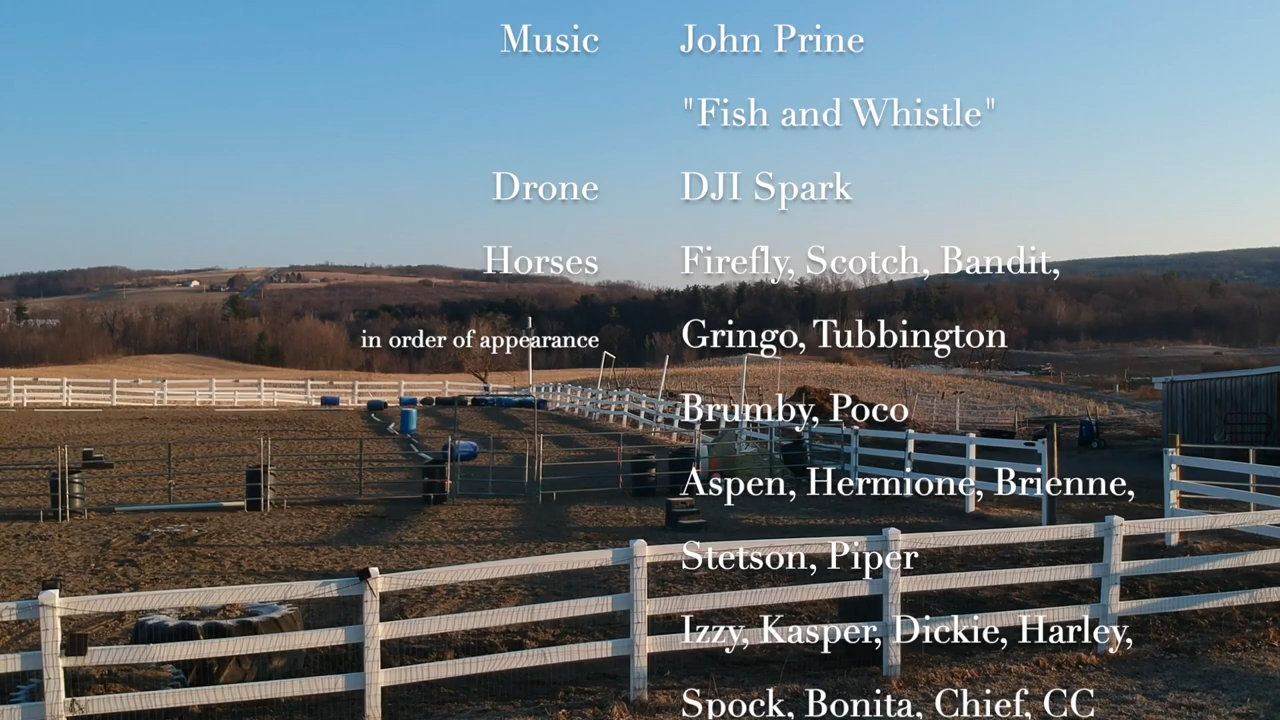 Music John Prine
"Fish and Whistle"
Drone DJI Spark
Horses Firefly, Scotch, Bandit,
in order of appearance Gringo, Tubbington
Brumby, Poco
Aspen, Hermione, Brienne,
Stetson, Piper
Izzy, Kasper, Dickie, Harley,
Spock, Bonita, Chief, CC